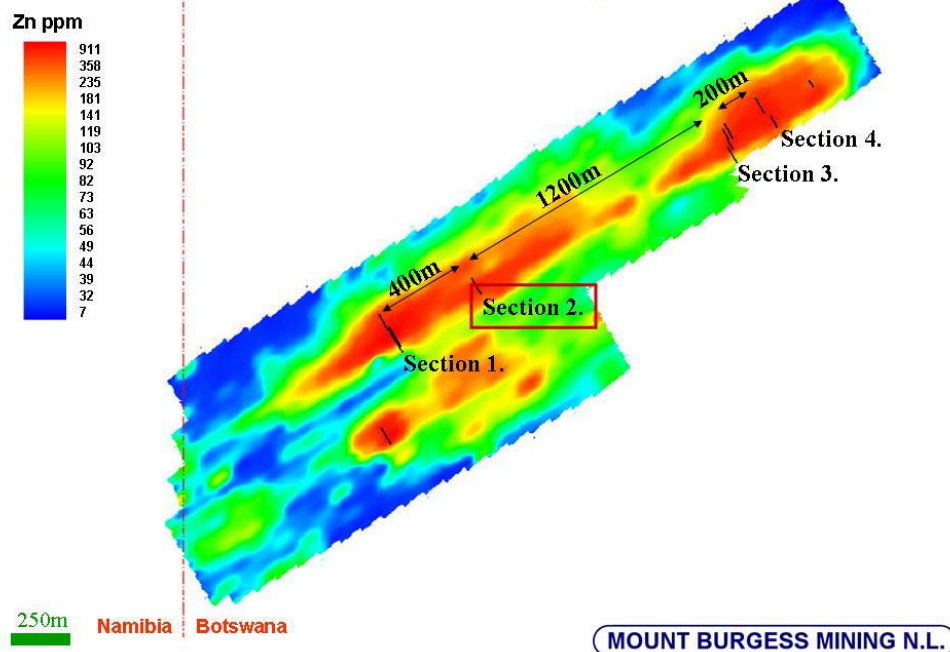 Zn ppm
911
358
235
181
141
119
103
92
82
73
63
56
49
44
39
32
7
200m
Section 4.
Section 3.
1200m
400m
Section 2.
Section 1.
250m
Namibia
Botswana
MOUNT BURGESS MINING N.L.